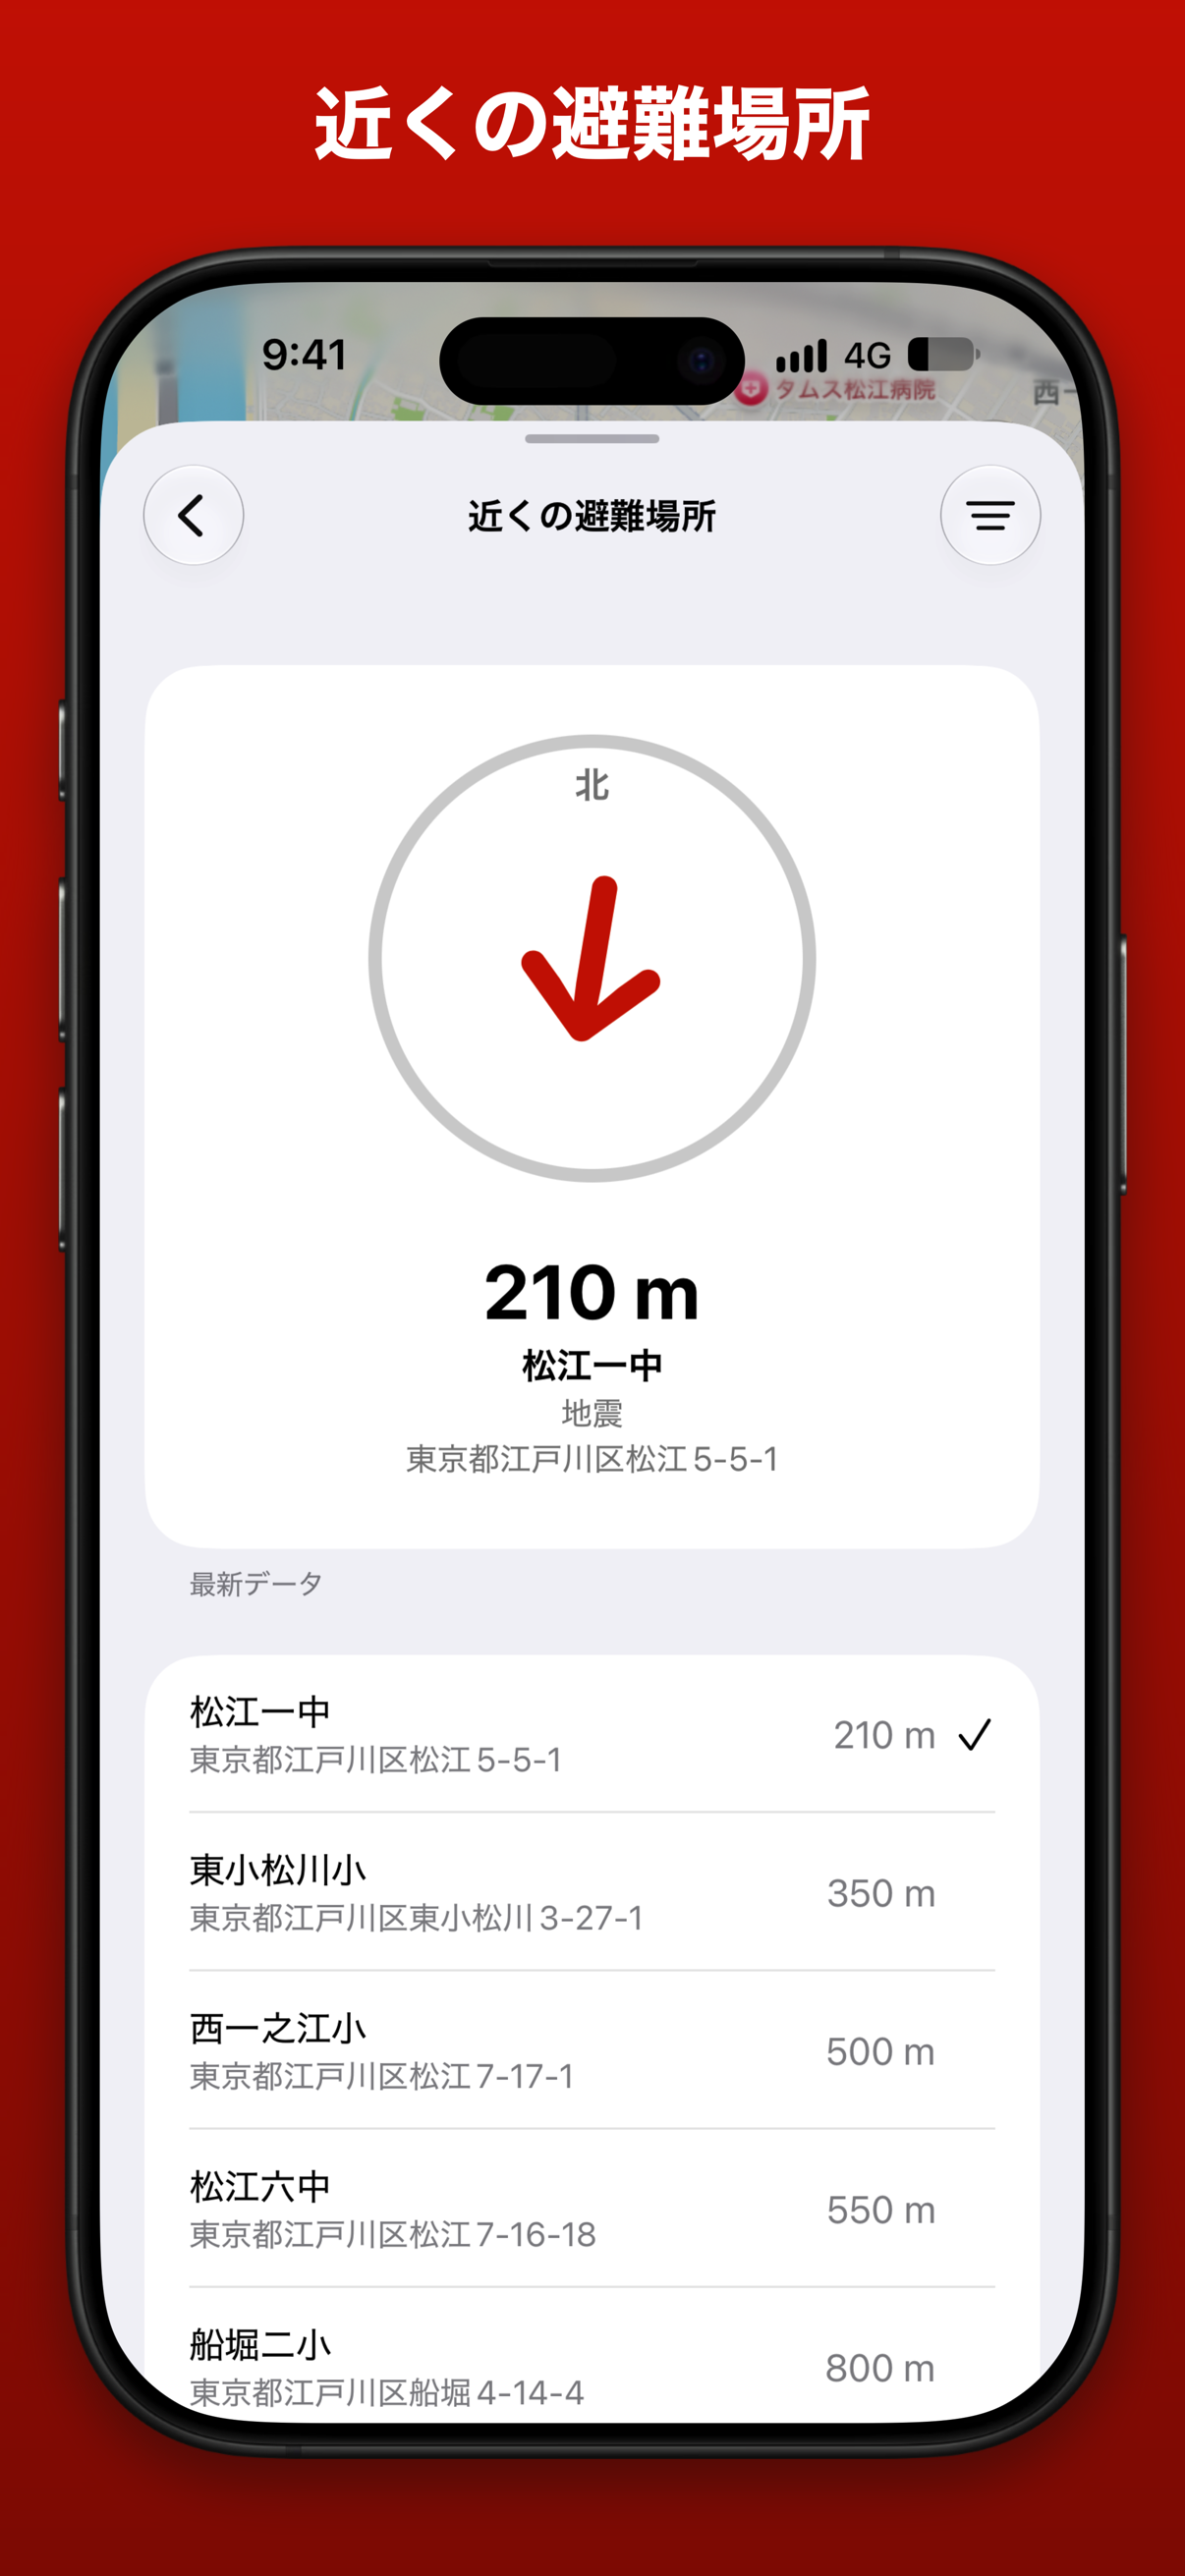 近くの避難場所
9:41
4G
タムス松江病院
西一
近くの避難場所
北
210 m
松江一中
地震
東京都江戸川区松江5-5-1
最新データ
松江一中
東京都江戸川区松江5-5-1
210 m
東小松川小
東京都江戸川区東小松川3-27-1
350 m
西一之江小
東京都江戸川区松江7-17-1
500 m
松江六中
東京都江戸川区松江7-16-18
550 m
船堀二小
東京都江戸川区船堀4-14-4
800 m